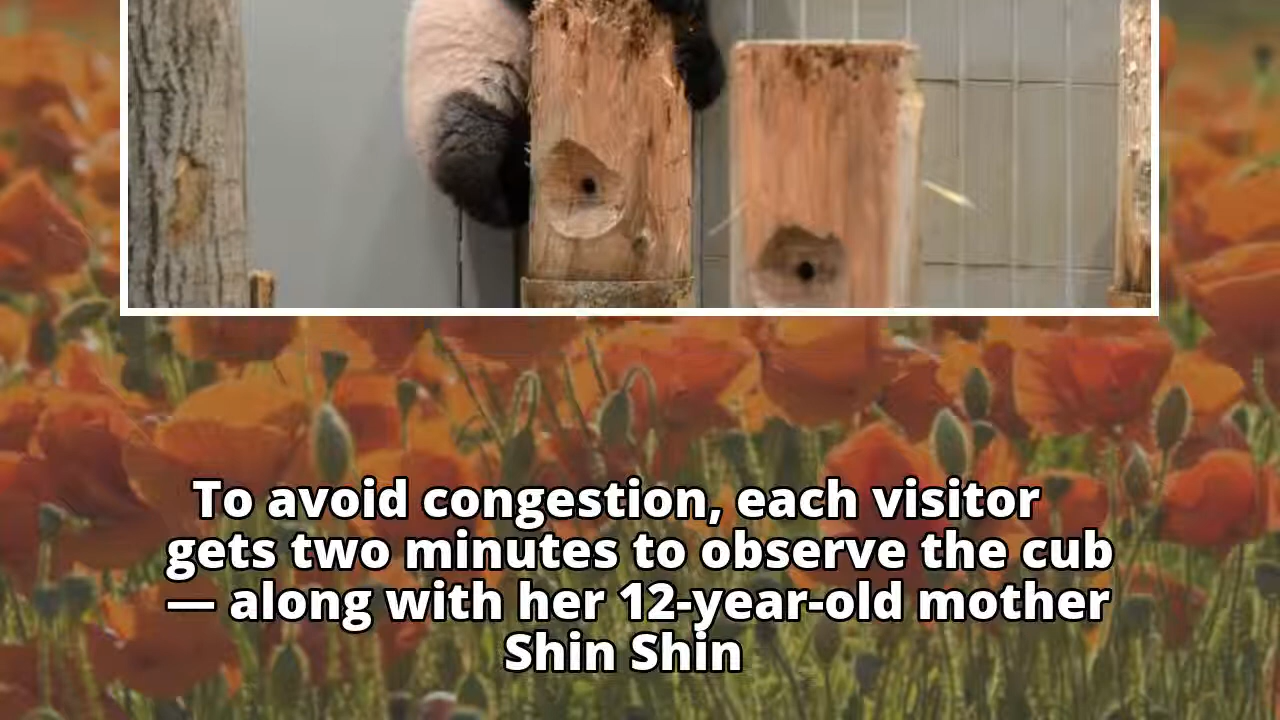 To avoid congestion, each visitor
gets two minutes to observe the cub
— along with her 12-year-old mother
Shin Shin